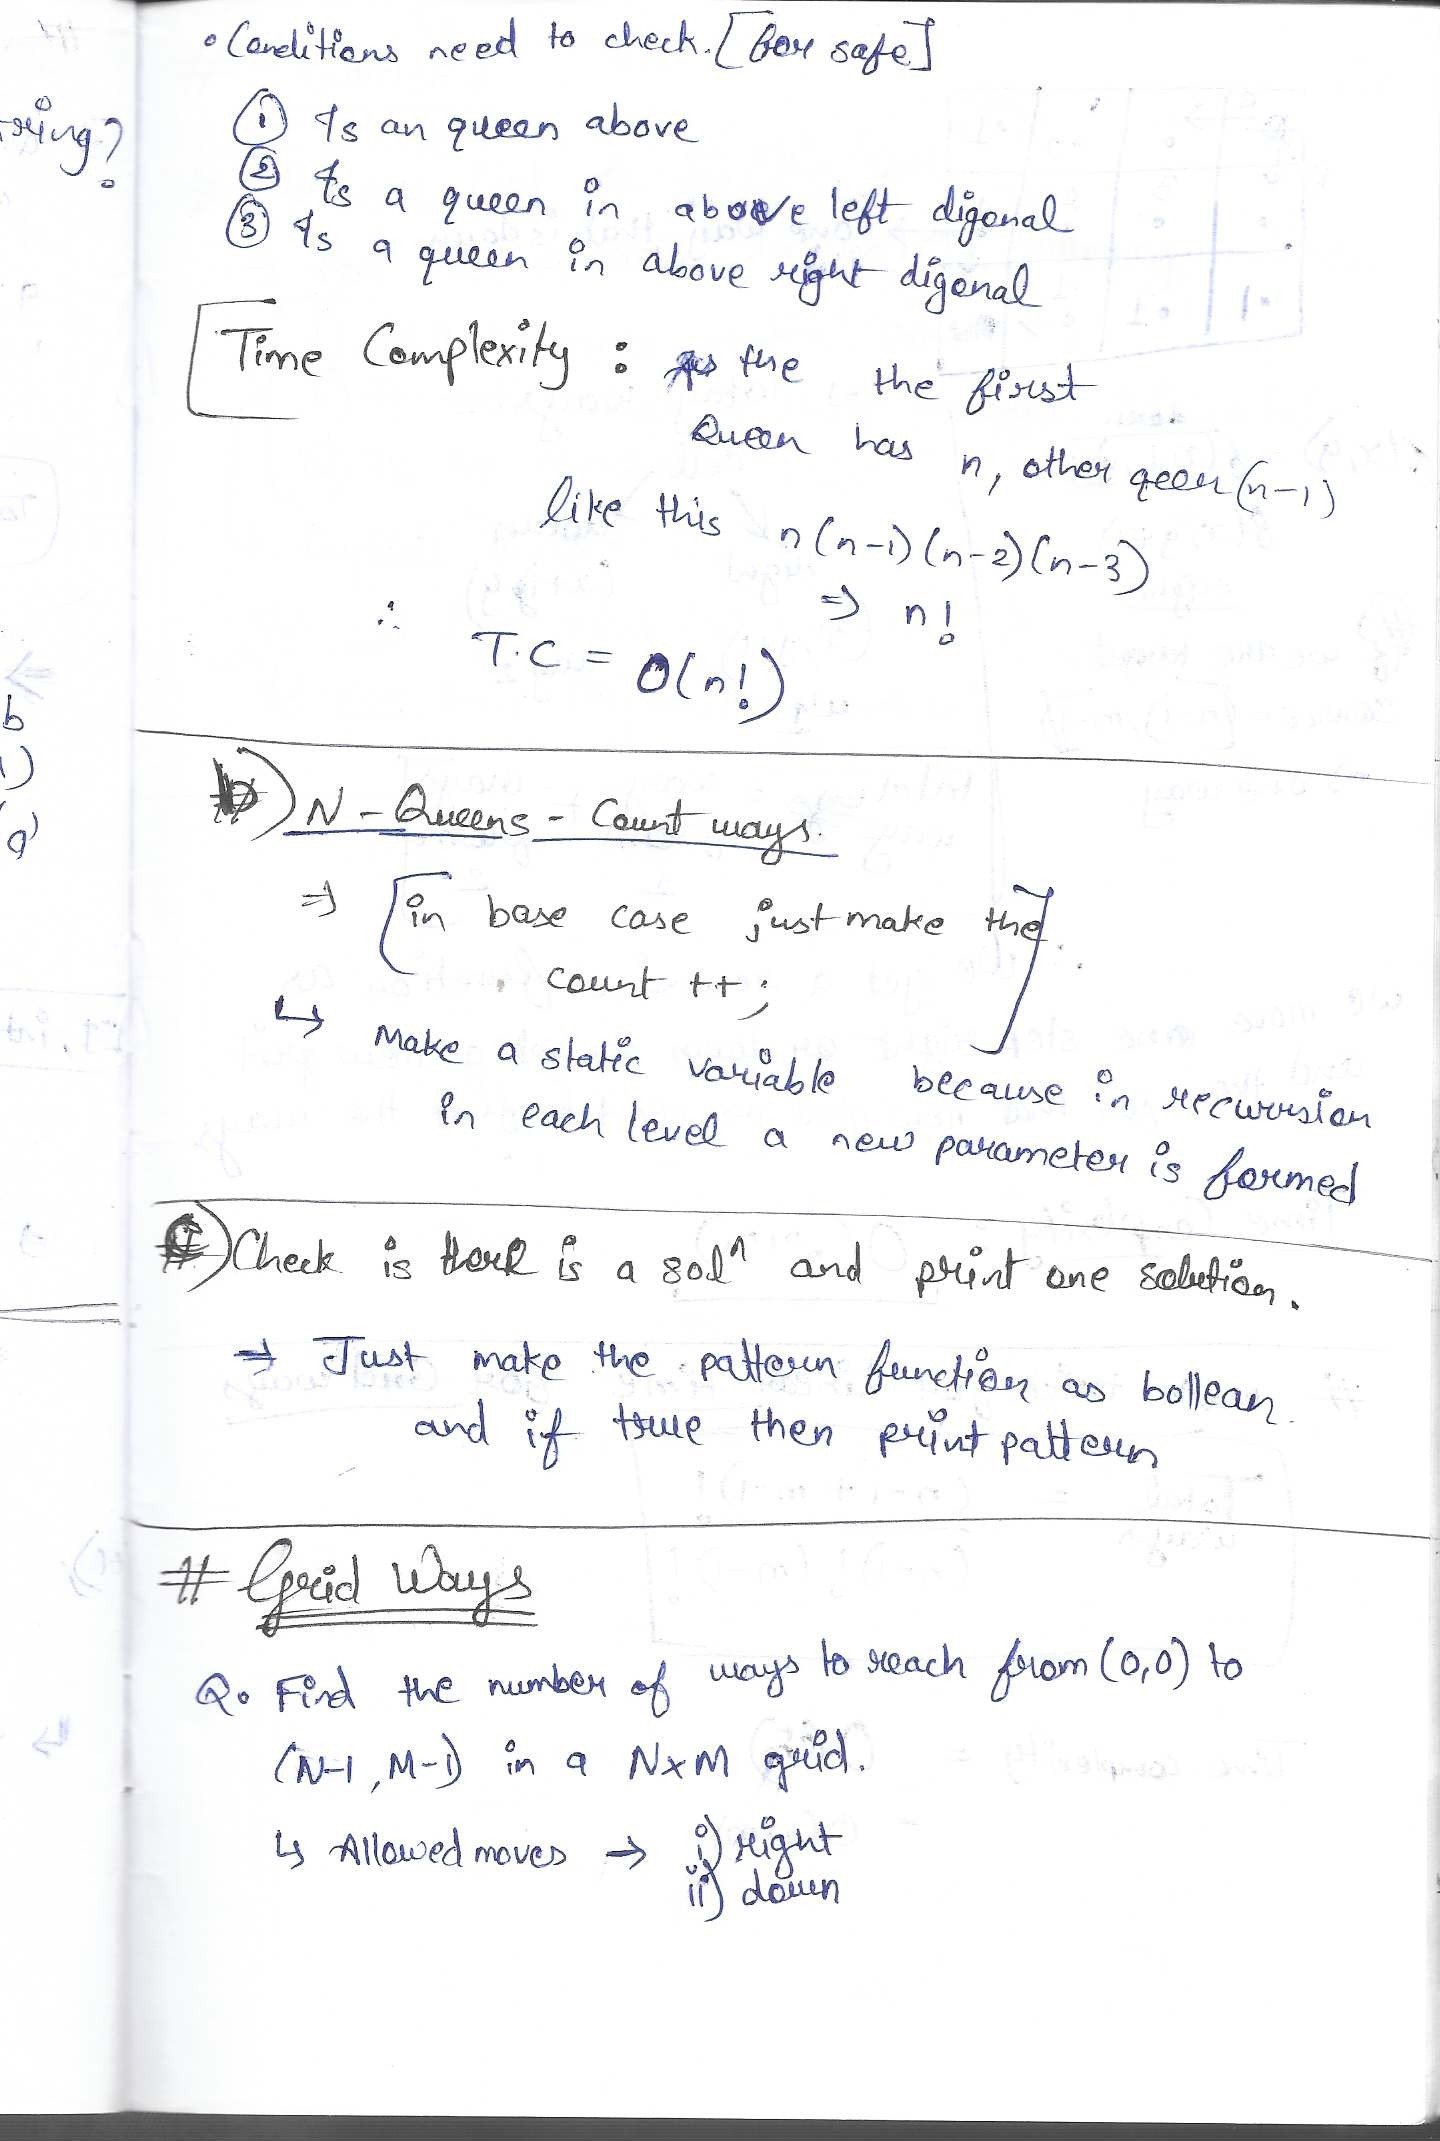 • Conditions need to check. [for safe]
① Is an queen above
② Is a queen in above left digonal
③ Is a queen in above right digonal
Time Complexity : As the the first
Queen has n, other qeen (n-1)
like this n(n-1)(n-2)(n-3)
⇒ n!
∴ T.C = O(n!)
b) N-Queens - Count ways.
⇒ [in base case just make the
count ++;]
↳ Make a static variable because in recurrsion
in each level a new parameter is formed
C) Check is there is a solⁿ and print one solution.
⇒ Just make the pattern function as bollean
and if true then print pattern
# Grid Ways
Q. Find the number of ways to reach from (0,0) to
(N-1, M-1) in a NxM grid.
↳ Allowed moves → i) right
ii) down